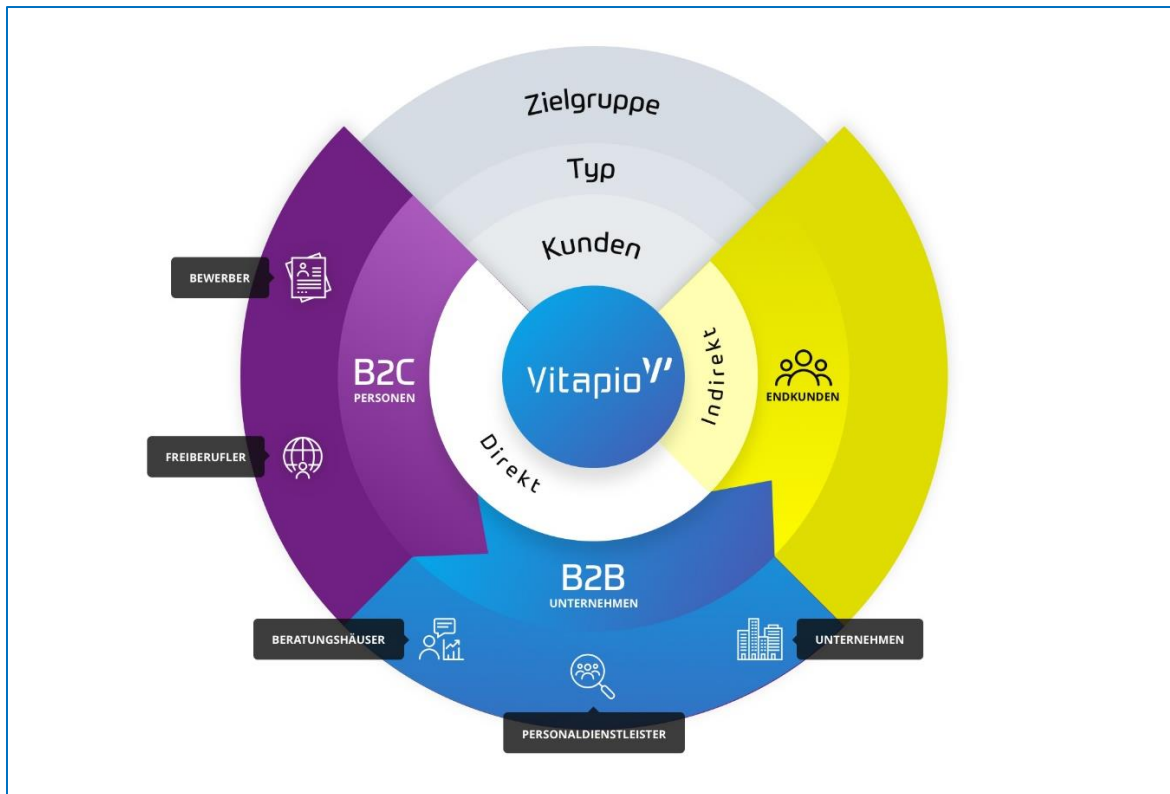 Zielgruppe
Typ
Kunden
BEWERBER
B2C
PERSONEN
Vitapio
Indirekt
ENDKUNDEN
FREIBERUFLER
Direkt
B2B
UNTERNEHMEN
BERATUNGSHÄUSER
UNTERNEHMEN
PERSONALDIENSTLEISTER